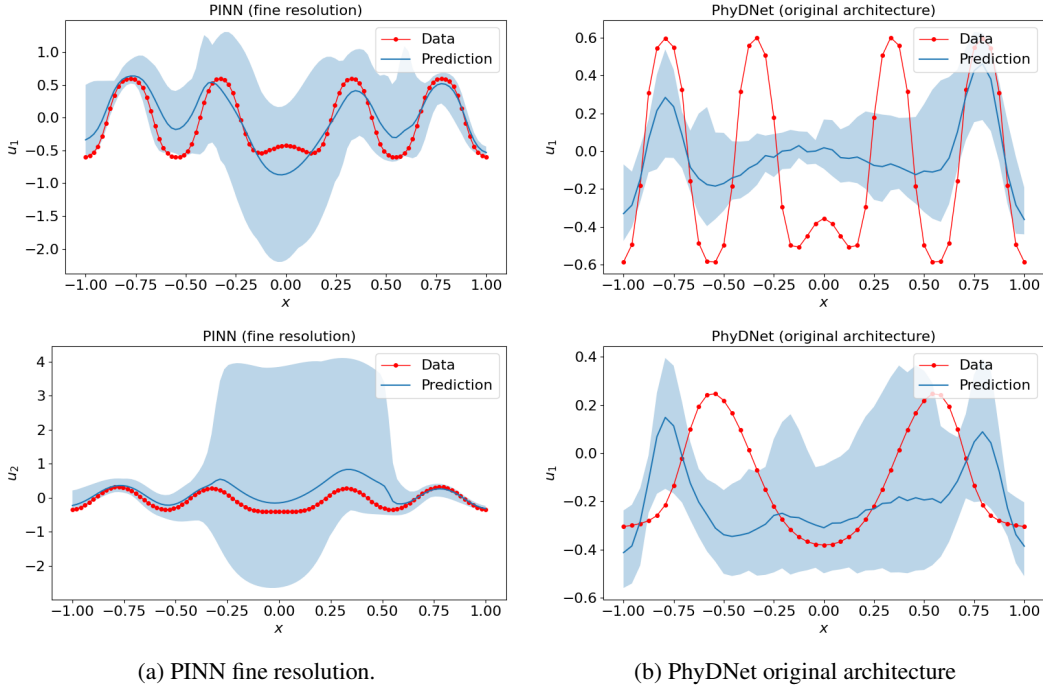 PINN (fine resolution)
Data
Prediction
u1
1.0
0.5
0.0
−0.5
−1.0
−1.5
−2.0
−1.00 −0.75 −0.50 −0.25 0.00 0.25 0.50 0.75 1.00
x
PhyDNet (original architecture)
Data
Prediction
u1
0.6
0.4
0.2
0.0
−0.2
−0.4
−0.6
−1.00 −0.75 −0.50 −0.25 0.00 0.25 0.50 0.75 1.00
x
PINN (fine resolution)
Data
Prediction
u2
4
3
2
1
0
−1
−2
−1.00 −0.75 −0.50 −0.25 0.00 0.25 0.50 0.75 1.00
x
PhyDNet (original architecture)
Data
Prediction
u1
0.4
0.2
0.0
−0.2
−0.4
−0.6
−1.00 −0.75 −0.50 −0.25 0.00 0.25 0.50 0.75 1.00
x
(a) PINN fine resolution.
(b) PhyDNet original architecture